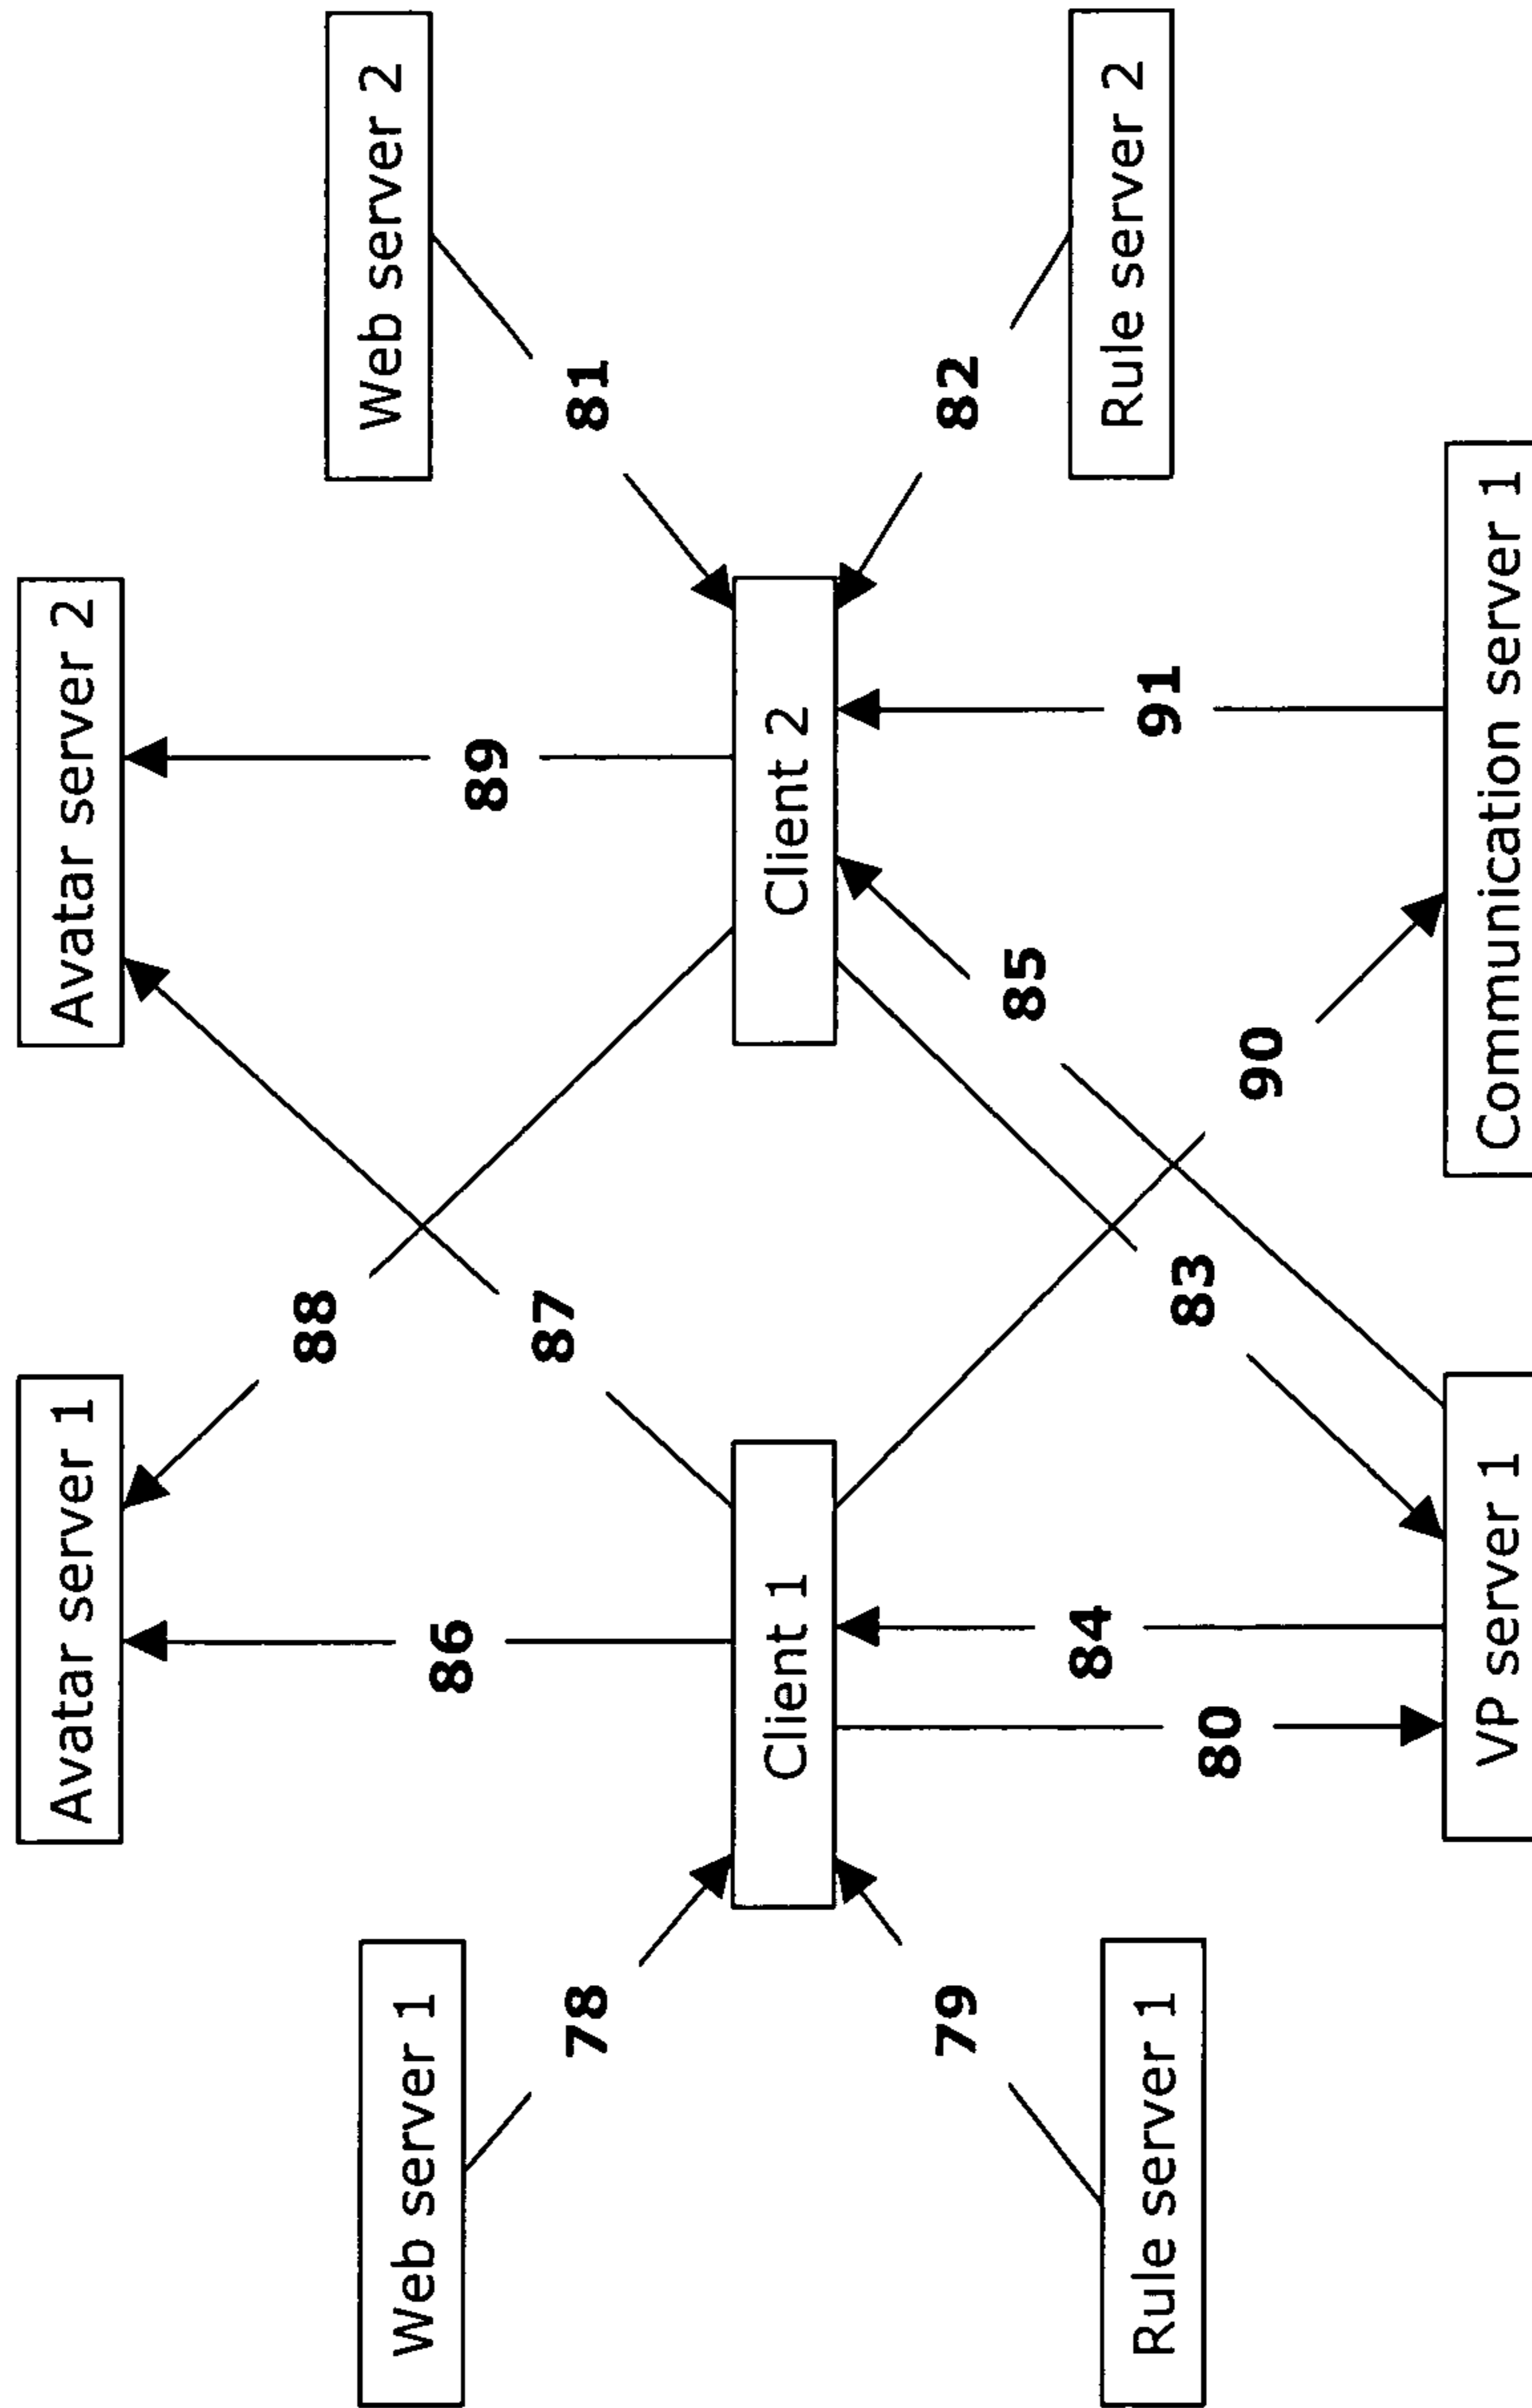 Avatar server 1
Avatar server 2
88
Web server 1
Web server 2
86
87
89
78
81
Client 1
Client 2
79
82
85
84
91
80
83
90
Rule server 1
Rule server 2
VP server 1
Communication server 1